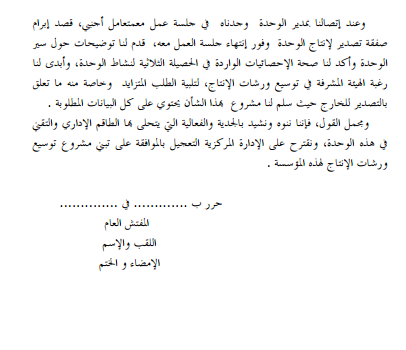 وعند إتصالنا بمدير الوحدة وجدناه في جلسة عمل معمتعامل أجنبي، قصد إبرام
صفقة تصدير لإنتاج الوحدة وفور إنتهاء جلسة العمل معه، قدم لنا توضيحات حول سير
الوحدة وأكد لنا صحة الإحصائيات الواردة في الحصيلة الثلاثية لنشاط الوحدة، وأبدى لنا
رغبة الهيئة المشرفة في توسيع ورشات الإنتاج، لتلبية الطلب المتزايد وخاصة منه ما تعلق
بالتصدير للخارج حيث سلم لنا مشروع بهذا الشأن يحتوي على كل البيانات المطلوبة .
وبمجمل القول، فإننا ننوه ونشيد بالجدية والفعالية التي يتحلى بها الطاقم الإداري والتقني
في هذه الوحدة، ونقترح على الإدارة المركزية التعجيل بالموافقة على تبني مشروع توسيع
ورشات الإنتاج لهذه المؤسسة .
حرر ب ............. في ..............
المفتش العام
اللقب والإسم
الإمضاء و الختم